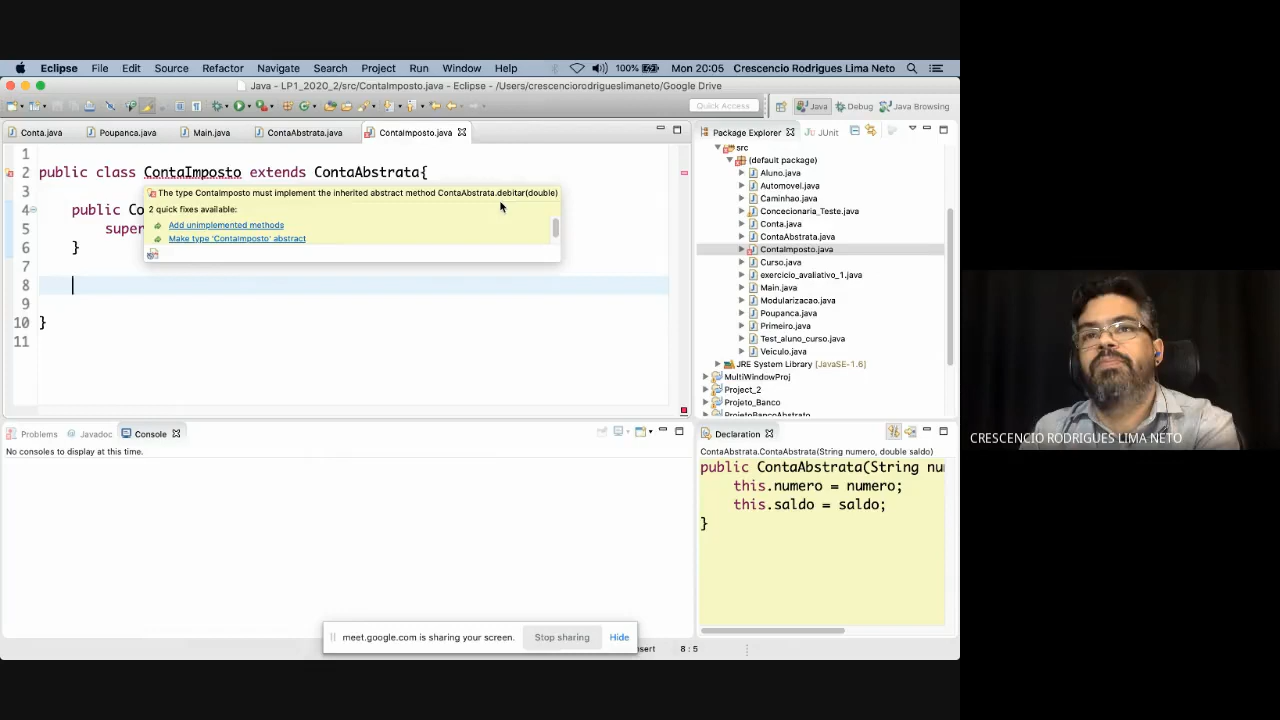 Eclipse File Edit Source Refactor Navigate Search Project Run Window Help 100% Mon 20:05 Crescencio Rodrigues Lima Neto
Java - LP1_2020_2/src/ContaImposto.java - Eclipse - /Users/crescenciorodrigueslimaneto/Google Drive
Quick Access Java Debug Java Browsing
Conta.java Poupanca.java Main.java ContaAbstrata.java ContaImposto.java
1
2 public class ContaImposto extends ContaAbstrata{
3
The type ContaImposto must implement the inherited abstract method ContaAbstrata.debitar(double)
4 public Co
2 quick fixes available:
5 super
Add unimplemented methods
Make type 'ContaImposto' abstract
6 }
7
8
9
10 }
11
Package Explorer JUnit
src
(default package)
Aluno.java
Automovel.java
Caminhao.java
Concecionaria_Teste.java
Conta.java
ContaAbstrata.java
ContaImposto.java
Curso.java
exercicio_avaliativo_1.java
Main.java
Modularizacao.java
Poupanca.java
Primeiro.java
Test_aluno_curso.java
Veiculo.java
JRE System Library [JavaSE-1.6]
MultiWindowProj
Project_2
Projeto_Banco
ProjetoBancoAbstrato
Problems Javadoc Console
No consoles to display at this time.
Declaration
ContaAbstrata.ContaAbstrata(String numero, double saldo)
public ContaAbstrata(String nu
this.numero = numero;
this.saldo = saldo;
}
meet.google.com is sharing your screen. Stop sharing Hide
sert 8 : 5
CRESCENCIO RODRIGUES LIMA NETO